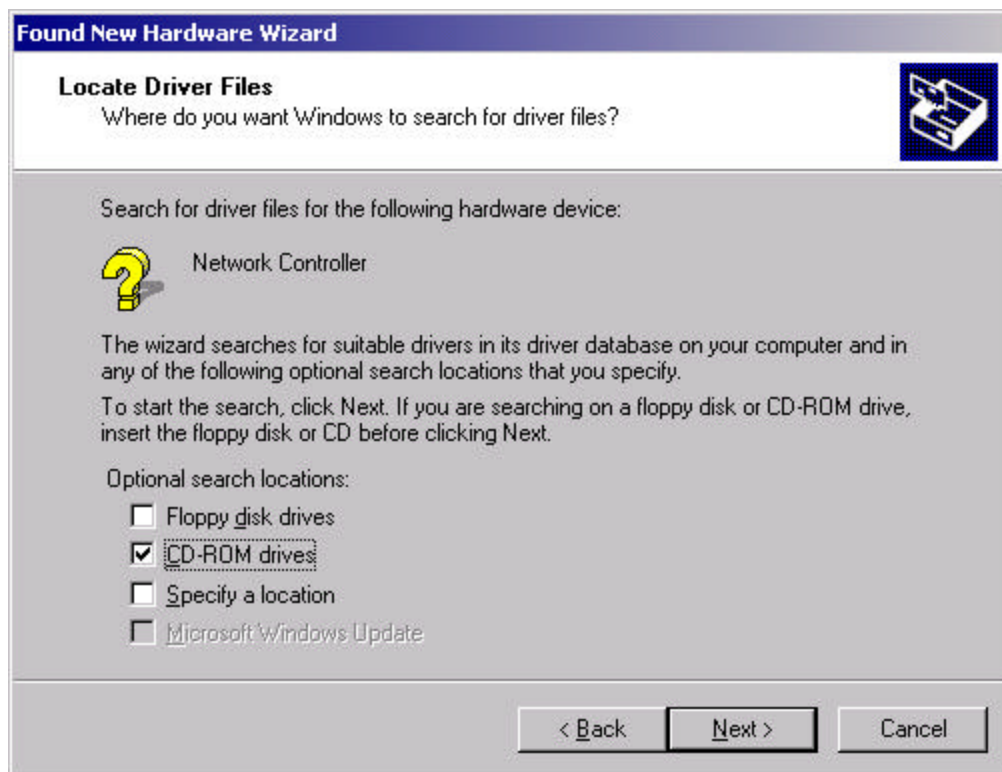 Found New Hardware Wizard
Locate Driver Files
Where do you want Windows to search for driver files?
Search for driver files for the following hardware device:
Network Controller
The wizard searches for suitable drivers in its driver database on your computer and in
any of the following optional search locations that you specify.
To start the search, click Next. If you are searching on a floppy disk or CD-ROM drive,
insert the floppy disk or CD before clicking Next.
Optional search locations:
Floppy disk drives
CD-ROM drives
Specify a location
Microsoft Windows Update
< Back Next > Cancel